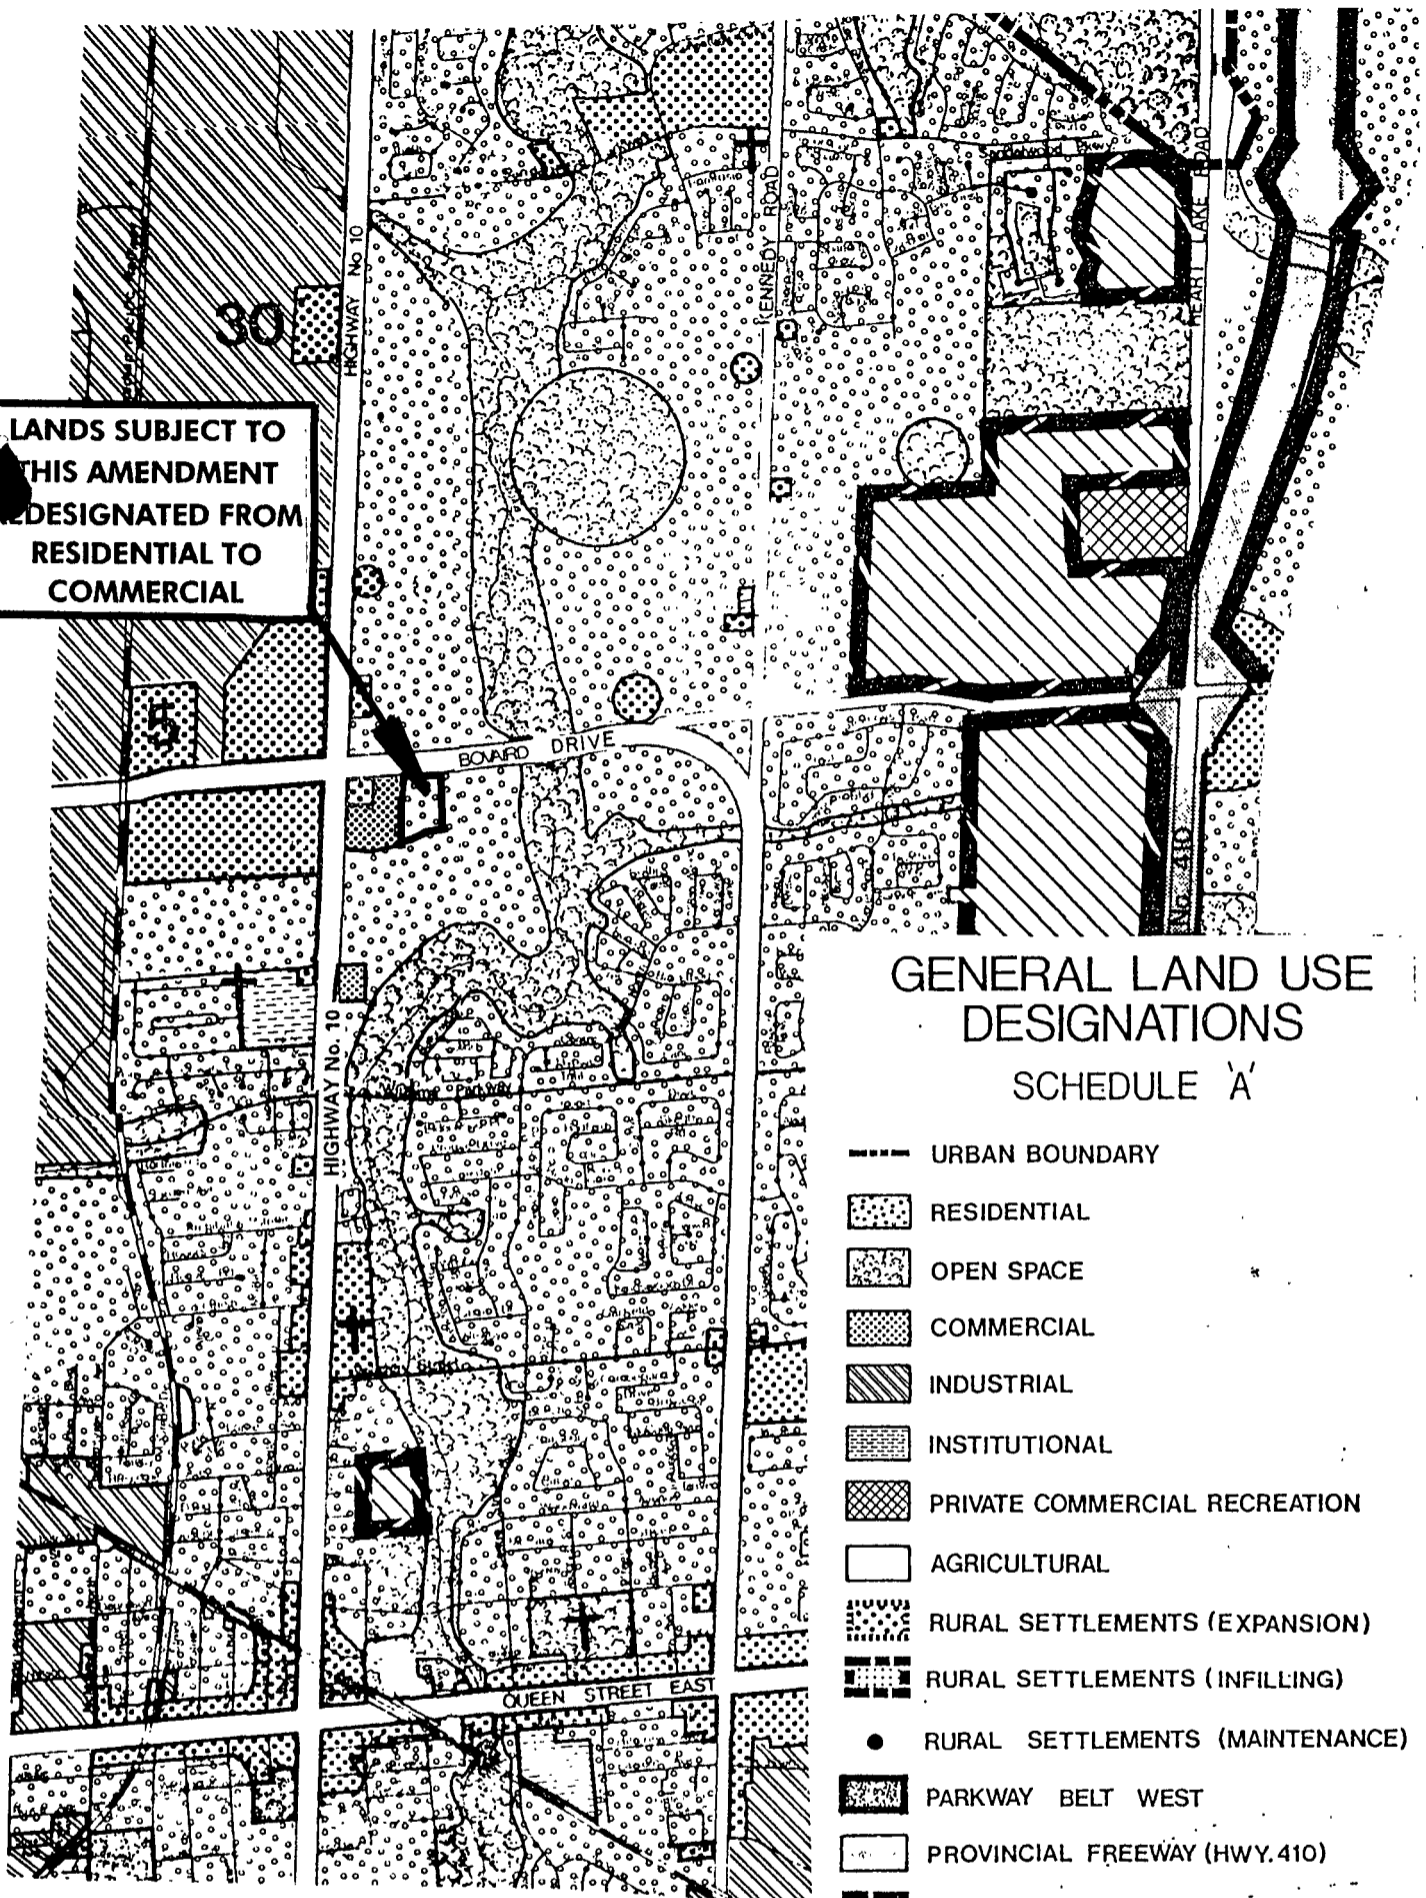 HIGHWAY No 10
KENNEDY ROAD
HEART LAKE ROAD
30
LANDS SUBJECT TO
THIS AMENDMENT
REDESIGNATED FROM
RESIDENTIAL TO
COMMERCIAL
5
BOVAIRD DRIVE
No. 410
HIGHWAY No. 10
QUEEN STREET EAST
GENERAL LAND USE
DESIGNATIONS
SCHEDULE 'A'
URBAN BOUNDARY
RESIDENTIAL
OPEN SPACE
COMMERCIAL
INDUSTRIAL
INSTITUTIONAL
PRIVATE COMMERCIAL RECREATION
AGRICULTURAL
RURAL SETTLEMENTS (EXPANSION)
RURAL SETTLEMENTS (INFILLING)
RURAL SETTLEMENTS (MAINTENANCE)
PARKWAY BELT WEST
PROVINCIAL FREEWAY (HWY. 410)